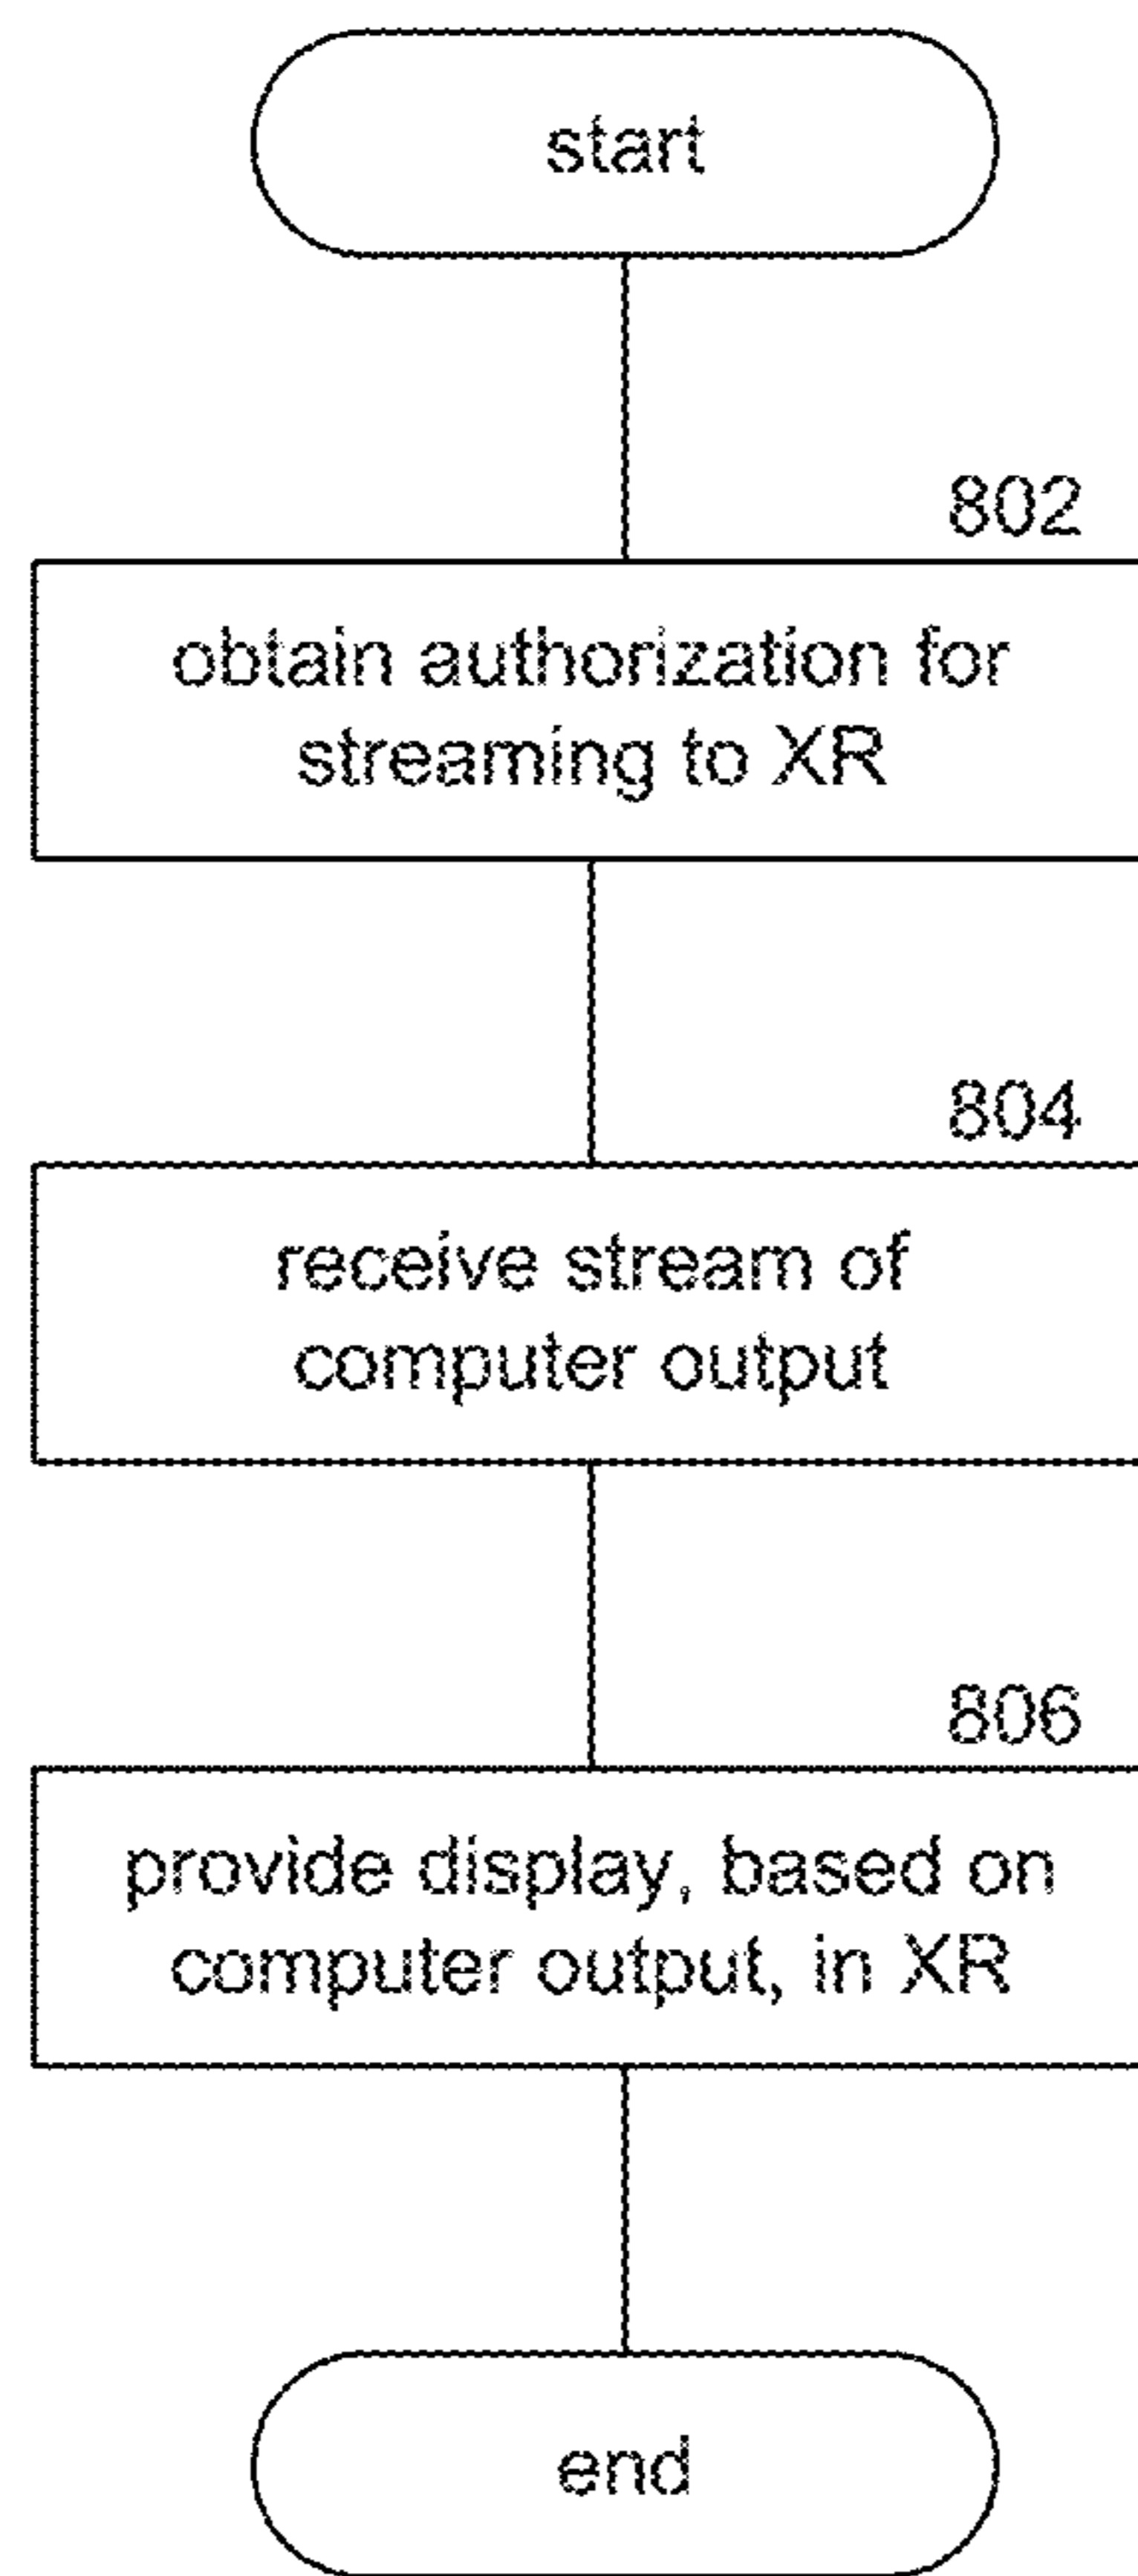 start
802
obtain authorization for
streaming to XR
804
receive stream of
computer output
806
provide display, based on
computer output, in XR
end